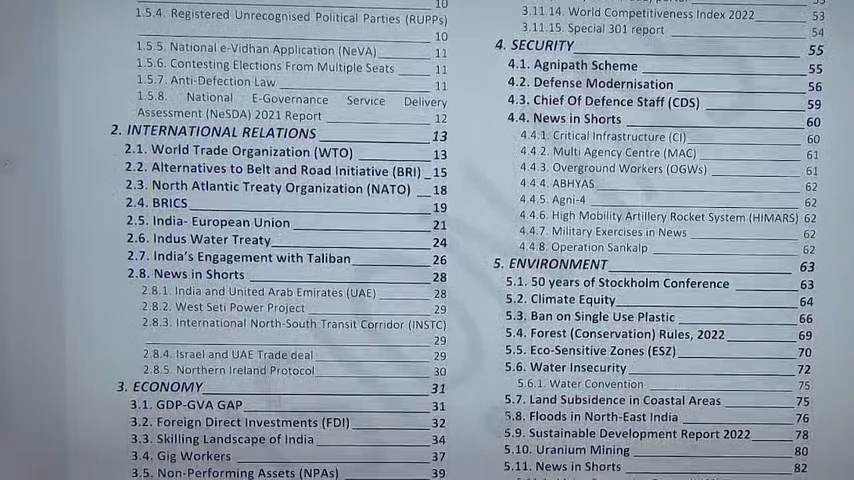 10
1.5.4. Registered Unrecognised Political Parties (RUPPs)
10
1.5.5. National e-Vidhan Application (NeVA) 11
1.5.6. Contesting Elections From Multiple Seats 11
1.5.7. Anti-Defection Law 11
1.5.8. National E-Governance Service Delivery
Assessment (NeSDA) 2021 Report 12
2. INTERNATIONAL RELATIONS 13
2.1. World Trade Organization (WTO) 13
2.2. Alternatives to Belt and Road Initiative (BRI) 15
2.3. North Atlantic Treaty Organization (NATO) 18
2.4. BRICS 19
2.5. India- European Union 21
2.6. Indus Water Treaty 24
2.7. India's Engagement with Taliban 26
2.8. News in Shorts 28
2.8.1. India and United Arab Emirates (UAE) 28
2.8.2. West Seti Power Project 29
2.8.3. International North-South Transit Corridor (INSTC)
29
2.8.4. Israel and UAE Trade deal 29
2.8.5. Northern Ireland Protocol 30
3. ECONOMY 31
3.1. GDP-GVA GAP 31
3.2. Foreign Direct Investments (FDI) 32
3.3. Skilling Landscape of India 34
3.4. Gig Workers 37
3.5. Non-Performing Assets (NPAs) 39
3.11.14. World Competitiveness Index 2022 53
3.11.15. Special 301 report 54
4. SECURITY 55
4.1. Agnipath Scheme 55
4.2. Defense Modernisation 56
4.3. Chief Of Defence Staff (CDS) 59
4.4. News in Shorts 60
4.4.1. Critical Infrastructure (CI) 60
4.4.2. Multi Agency Centre (MAC) 61
4.4.3. Overground Workers (OGWs) 61
4.4.4. ABHYAS 62
4.4.5. Agni-4 62
4.4.6. High Mobility Artillery Rocket System (HIMARS) 62
4.4.7. Military Exercises in News 62
4.4.8. Operation Sankalp 62
5. ENVIRONMENT 63
5.1. 50 years of Stockholm Conference 63
5.2. Climate Equity 64
5.3. Ban on Single Use Plastic 66
5.4. Forest (Conservation) Rules, 2022 69
5.5. Eco-Sensitive Zones (ESZ) 70
5.6. Water Insecurity 72
5.6.1. Water Convention 75
5.7. Land Subsidence in Coastal Areas 75
5.8. Floods in North-East India 76
5.9. Sustainable Development Report 2022 78
5.10. Uranium Mining 80
5.11. News in Shorts 82